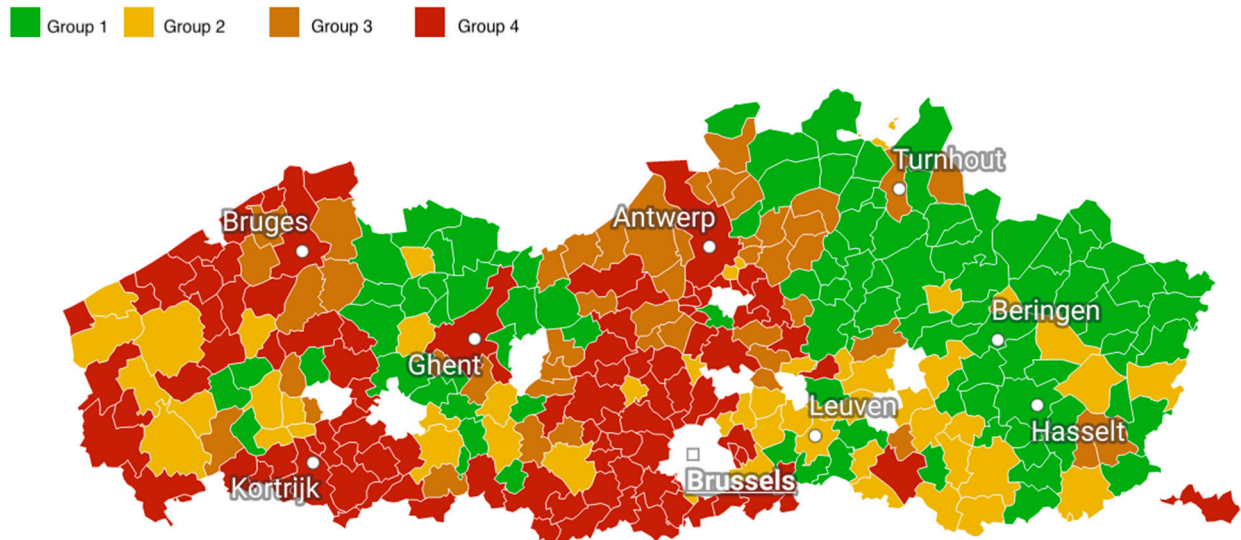 Group 1
Group 2
Group 3
Group 4
Turnhout
Bruges
Antwerp
Beringen
Ghent
Leuven
Hasselt
Kortrijk
Brussels